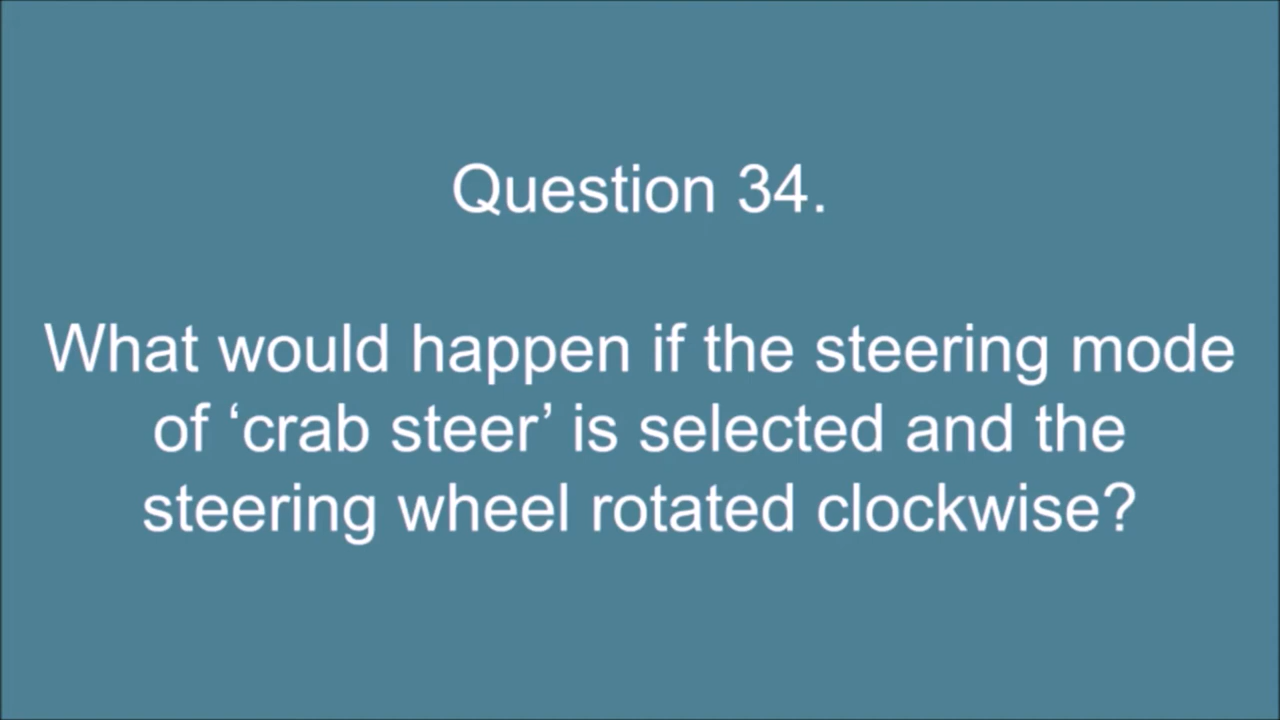 Question 34.
What would happen if the steering mode
of ‘crab steer’ is selected and the
steering wheel rotated clockwise?